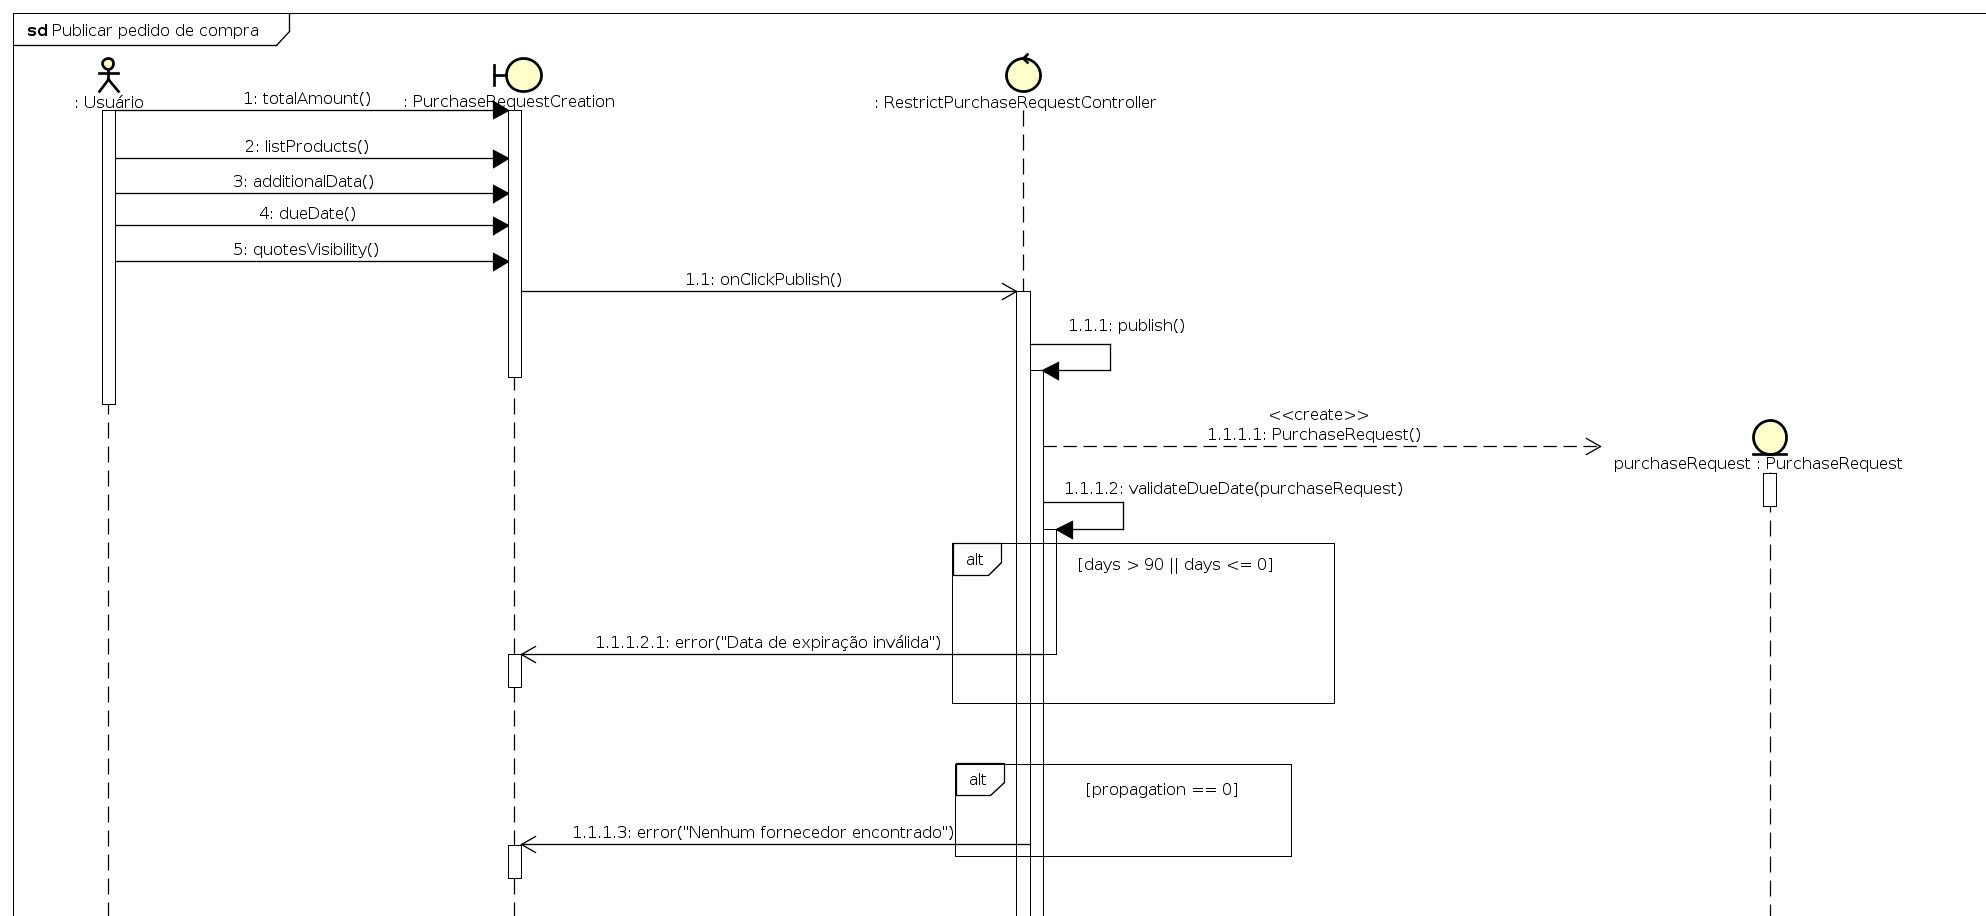 sd Publicar pedido de compra
: Usuário
1: totalAmount()
: PurchaseRequestCreation
: RestrictPurchaseRequestController
2: listProducts()
3: additionalData()
4: dueDate()
5: quotesVisibility()
1.1: onClickPublish()
1.1.1: publish()
<<create>>
1.1.1.1: PurchaseRequest()
purchaseRequest : PurchaseRequest
1.1.1.2: validateDueDate(purchaseRequest)
alt
[days > 90 || days <= 0]
1.1.1.2.1: error("Data de expiração inválida")
alt
[propagation == 0]
1.1.1.3: error("Nenhum fornecedor encontrado")